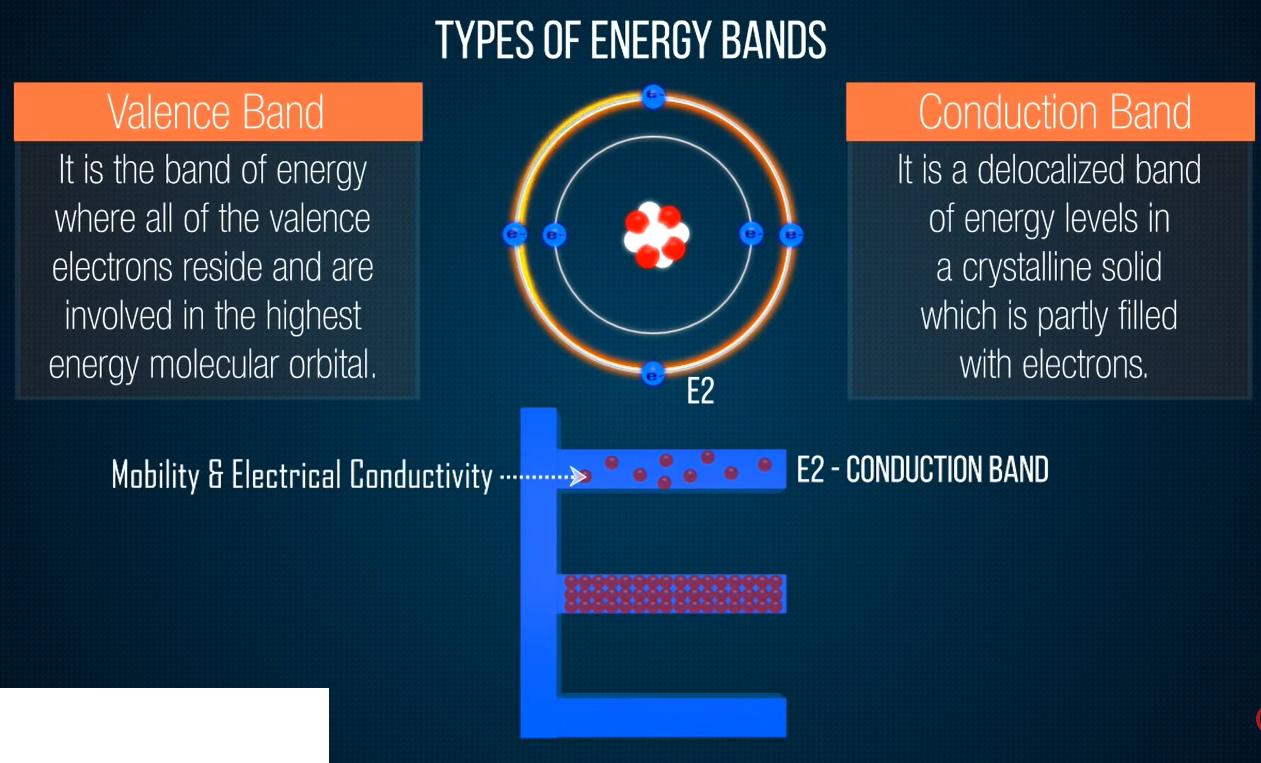 TYPES OF ENERGY BANDS
Valence Band
It is the band of energy
where all of the valence
electrons reside and are
involved in the highest
energy molecular orbital.
e-
e-
e-
e-
e-
e-
E2
Conduction Band
It is a delocalized band
of energy levels in
a crystalline solid
which is partly filled
with electrons.
Mobility & Electrical Conductivity
E2 - CONDUCTION BAND